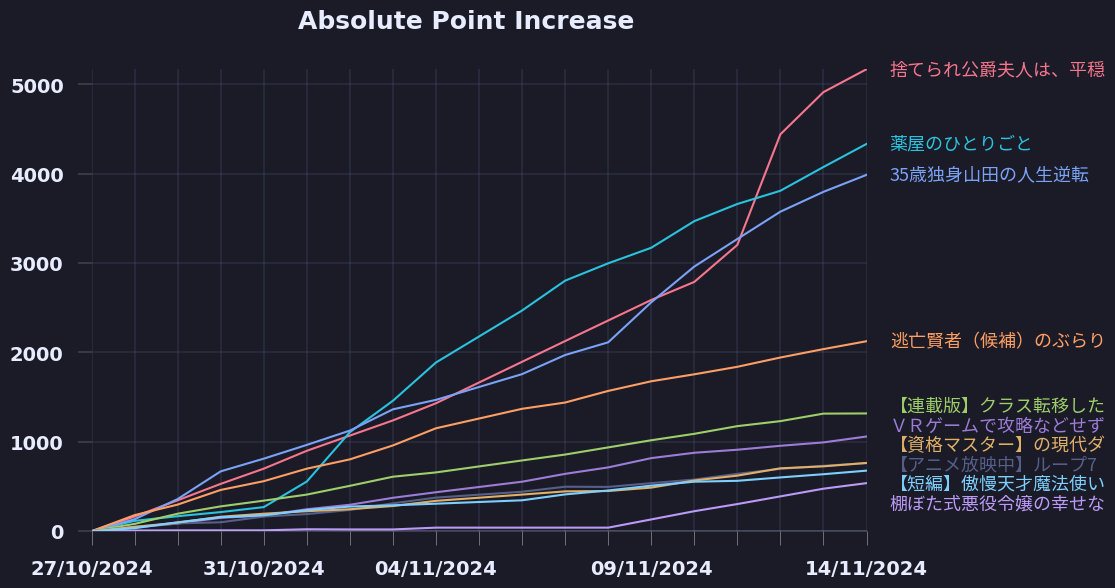 Absolute Point Increase
5000
4000
3000
2000
1000
0
27/10/2024
31/10/2024
04/11/2024
09/11/2024
14/11/2024
捨てられ公爵夫人は、平穏
薬屋のひとりごと
35歳独身山田の人生逆転
逃亡賢者（候補）のぶらり
【連載版】クラス転移した
ＶＲゲームで攻略などせず
【資格マスター】の現代ダ
【アニメ放映中】ループ7
【短編】傲慢天才魔法使い
棚ぼた式悪役令嬢の幸せな